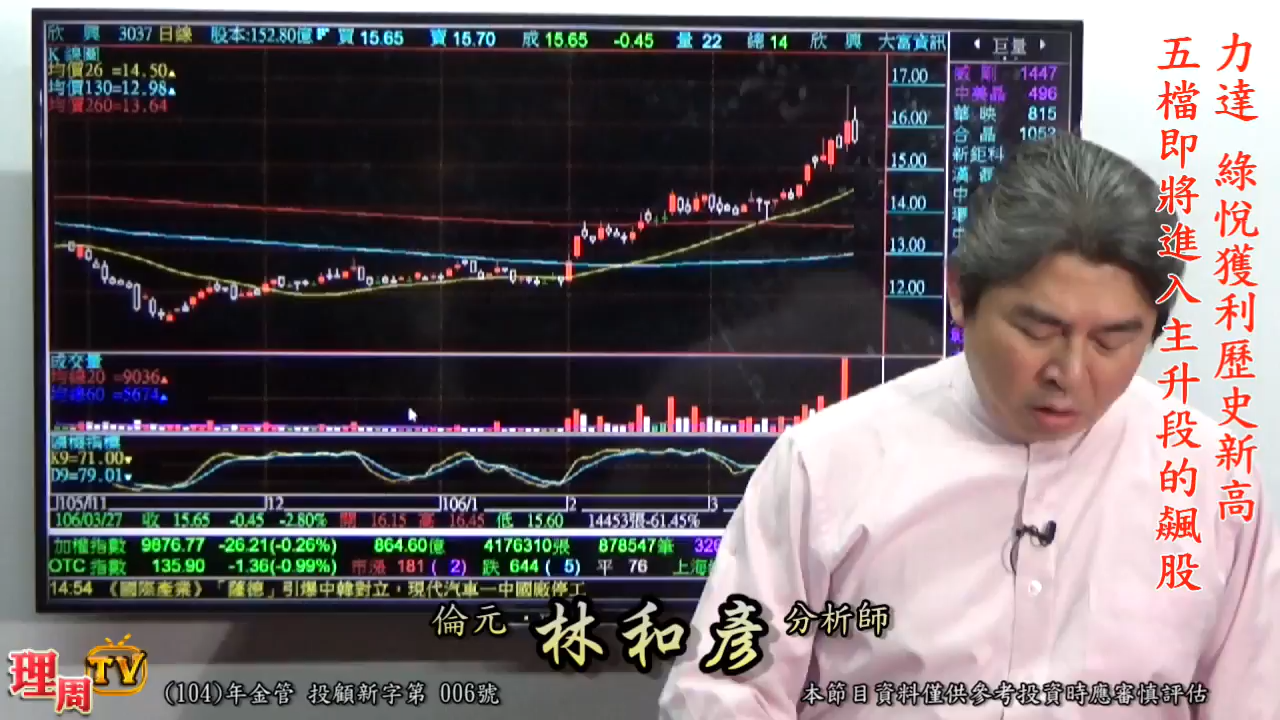 欣 興 3037 日線 股本:152.80億 買 15.65 賣 15.70 成 15.65 -0.45 量 22 總 14 欣 興 大富資訊
K 線圖
均價26 =14.50
均價130=12.98
均價260=13.64
17.00
16.00
15.00
14.00
13.00
12.00
巨量
威 剛 1447
中美晶 496
華 映 815
合 晶 1053
新鉅科
成交量
均線20 =9036
均線60 =5674
K9=71.00
D9=79.01
105/11 12 106/1 2 3
106/03/27 收 15.65 -0.45 -2.80% 開 16.15 高 16.45 低 15.60 14453張-61.45%
加權指數 9876.77 -26.21(-0.26%) 864.60億 4176310張 878547筆
OTC 指數 135.90 -1.36(-0.99%) 市漲 181 ( 2) 跌 644 ( 5) 平 76 上海
14:54 《國際產業》「薩德」引爆中韓對立，現代汽車一中國廠停工
力達 綠悅獲利歷史新高
五檔即將進入主升段的飆股
倫元·林和彥 分析師
理周TV
(104)年金管 投顧新字第 006號
本節目資料僅供參考投資時應審慎評估